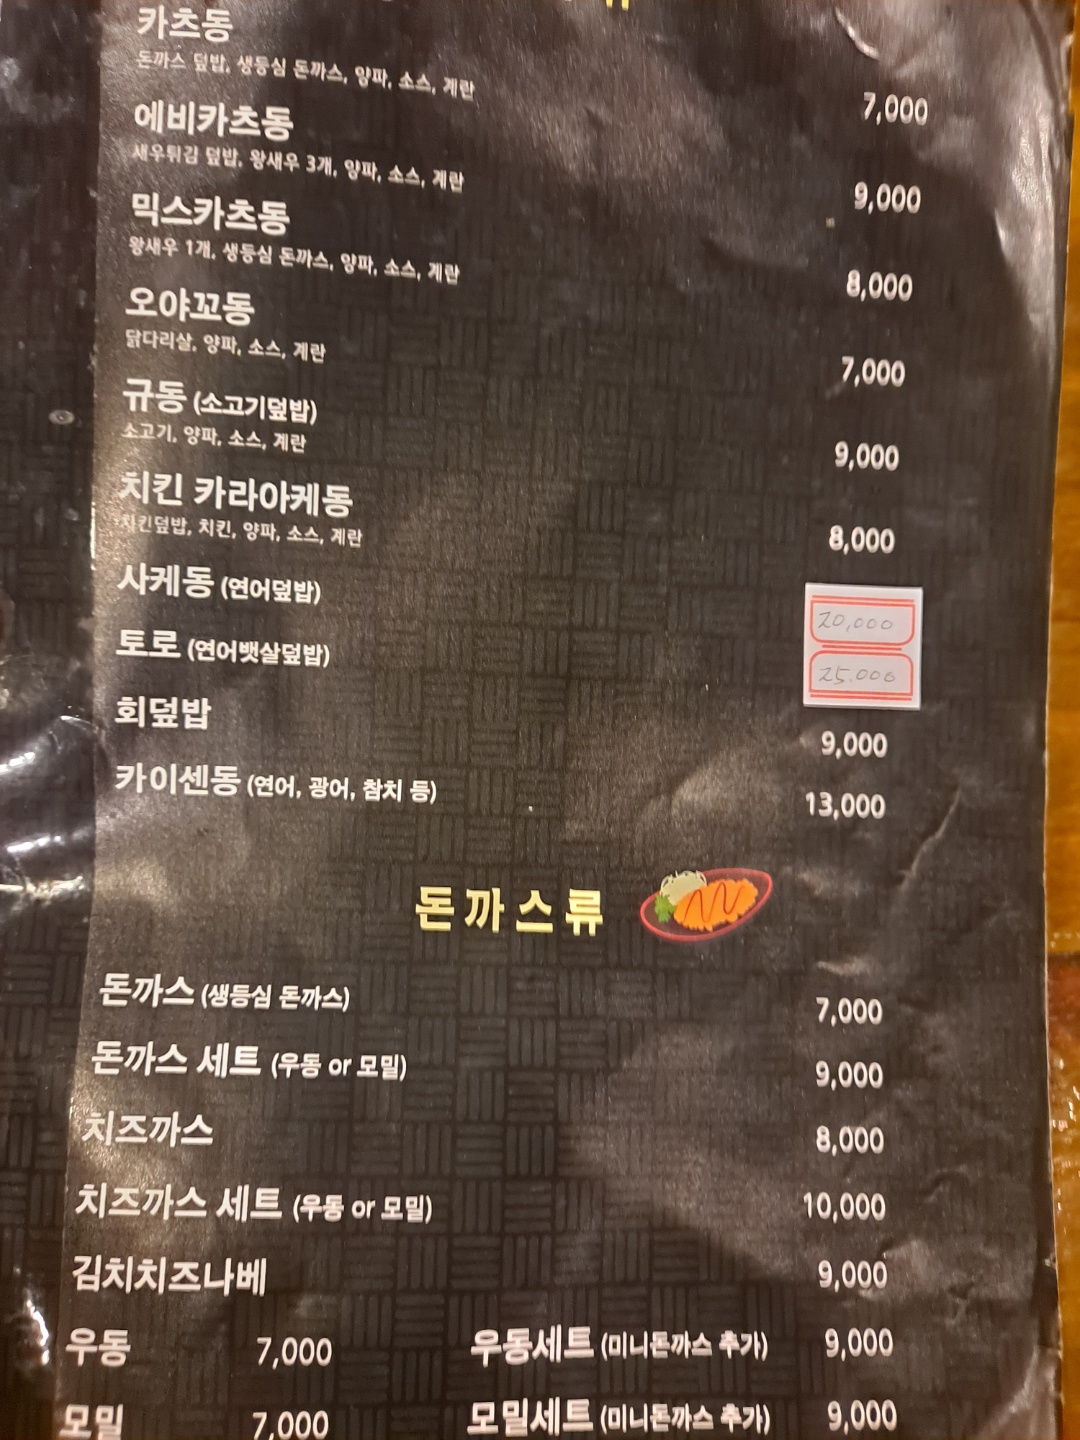 카츠동
돈까스 덮밥, 생등심 돈까스, 양파, 소스, 계란
7,000
에비카츠동
새우튀김 덮밥, 왕새우 3개, 양파, 소스, 계란
9,000
믹스카츠동
왕새우 1개, 생등심 돈까스, 양파, 소스, 계란
8,000
오야꼬동
닭다리살, 양파, 소스, 계란
7,000
규동 (소고기덮밥)
소고기, 양파, 소스, 계란
9,000
치킨 카라아케동
치킨덮밥, 치킨, 양파, 소스, 계란
8,000
사케동 (연어덮밥) 20,000
토로 (연어뱃살덮밥) 25.000
회덮밥 9,000
카이센동 (연어, 광어, 참치 등) 13,000
돈까스류
돈까스 (생등심 돈까스) 7,000
돈까스 세트 (우동 or 모밀) 9,000
치즈까스 8,000
치즈까스 세트 (우동 or 모밀) 10,000
김치치즈나베 9,000
우동 7,000 우동세트 (미니돈까스 추가) 9,000
모밀 7,000 모밀세트 (미니돈까스 추가) 9,000